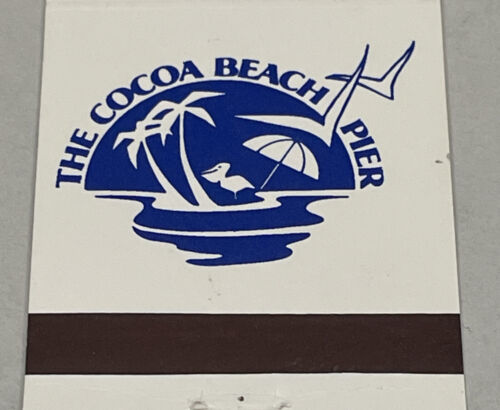 THE COCOA BEACH PIER